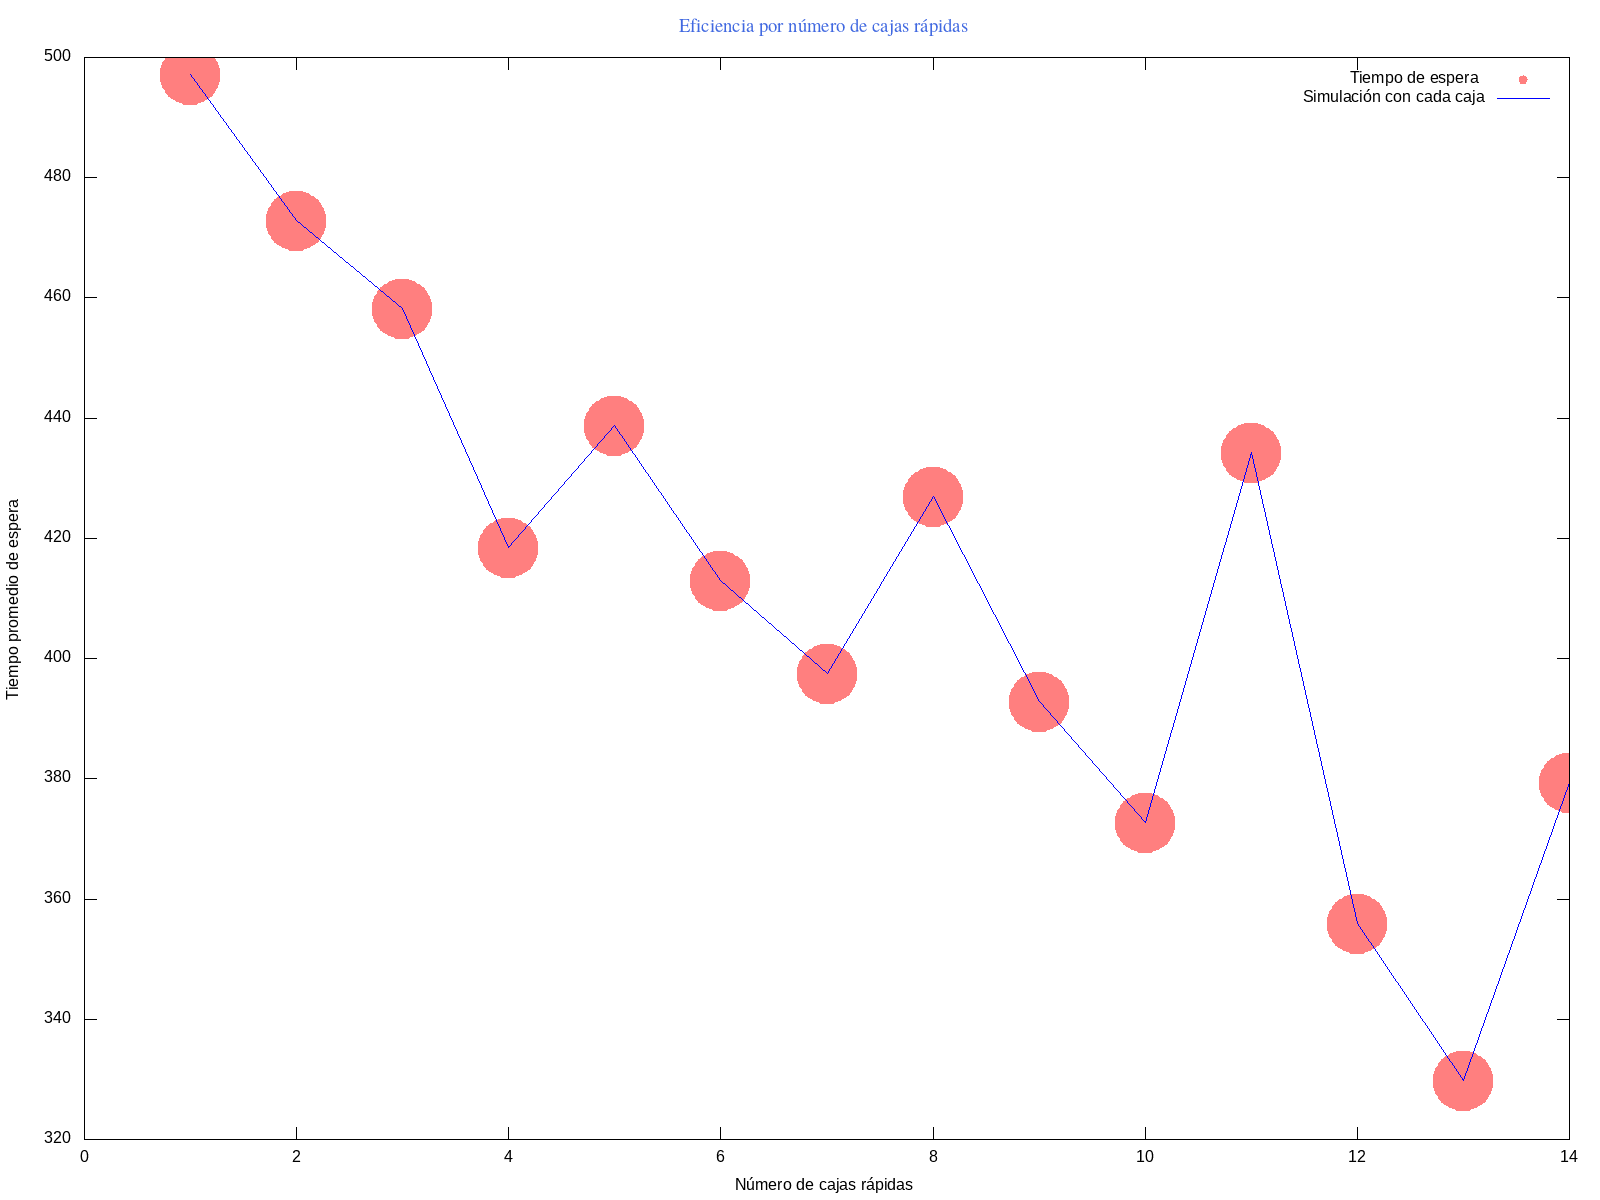 Eficiencia por número de cajas rápidas
Tiempo de espera
Simulación con cada caja
500
480
460
440
420
400
380
360
340
320
Tiempo promedio de espera
0 2 4 6 8 10 12 14
Número de cajas rápidas